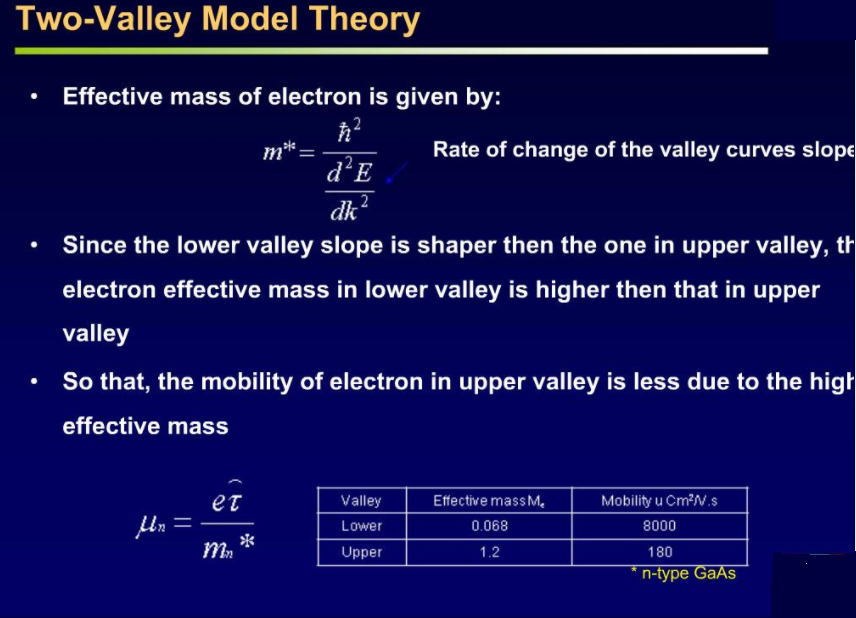 Two-Valley Model Theory
• Effective mass of electron is given by:
m* = ħ² / (d²E / dk²)
Rate of change of the valley curves slope
• Since the lower valley slope is shaper then the one in upper valley, th
electron effective mass in lower valley is higher then that in upper
valley
• So that, the mobility of electron in upper valley is less due to the high
effective mass
μn = eτ̂ / mn*
Valley Effective mass Me Mobility u Cm²/V.s
Lower 0.068 8000
Upper 1.2 180
* n-type GaAs